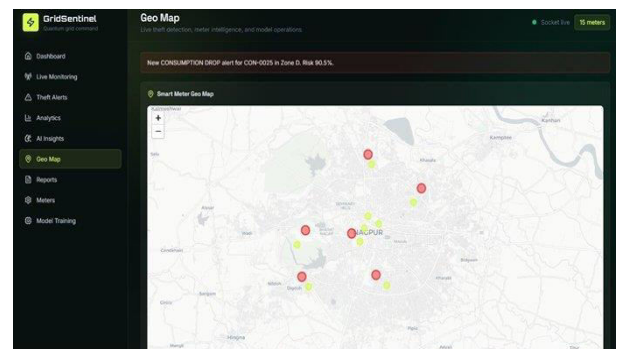 GridSentinel
Quantum grid command
Dashboard
Live Monitoring
Theft Alerts
Analytics
AI Insights
Geo Map
Reports
Meters
Model Training
Geo Map
Live theft detection, meter intelligence, and model operations.
Socket live
15 meters
New CONSUMPTION DROP alert for CON-0025 in Zone D. Risk 90.5%.
Smart Meter Geo Map
+
−
Kanhan
Kamptee
NAGPUR
Hingna